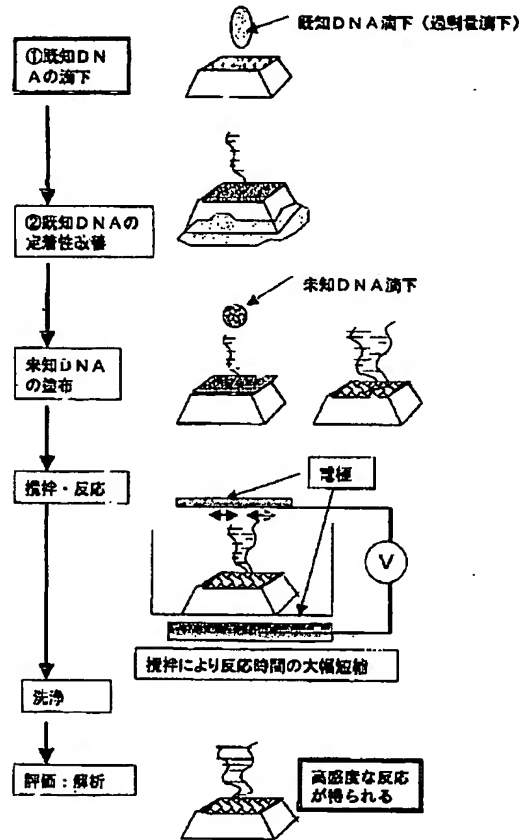 既知DNA滴下（過剰量滴下）
①既知DN
Aの滴下
②既知DNAの
定着性改善
未知DNA滴下
未知DNA
の塗布
電極
攪拌・反応
V
攪拌により反応時間の大幅短縮
洗浄
評価：解析
高感度な反応
が得られる